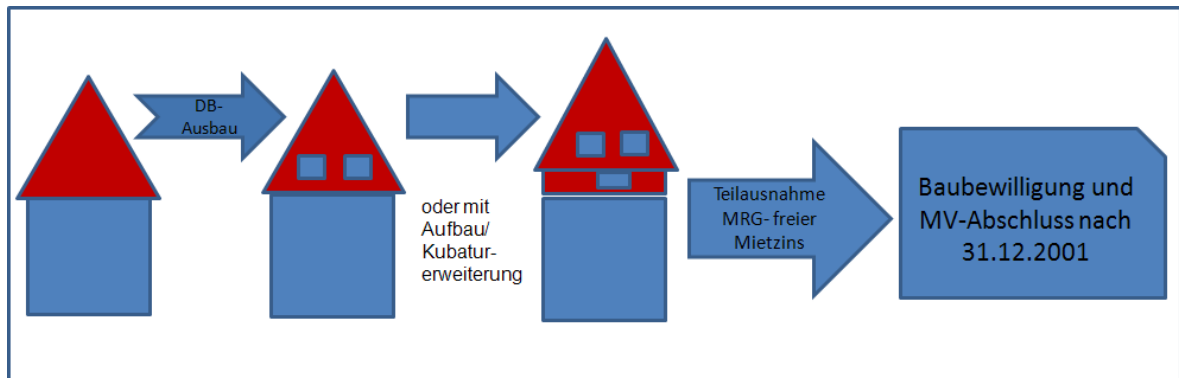 DB-
Ausbau
oder mit
Aufbau/
Kubatur-
erweiterung
Teilausnahme
MRG- freier
Mietzins
Baubewilligung und
MV-Abschluss nach
31.12.2001